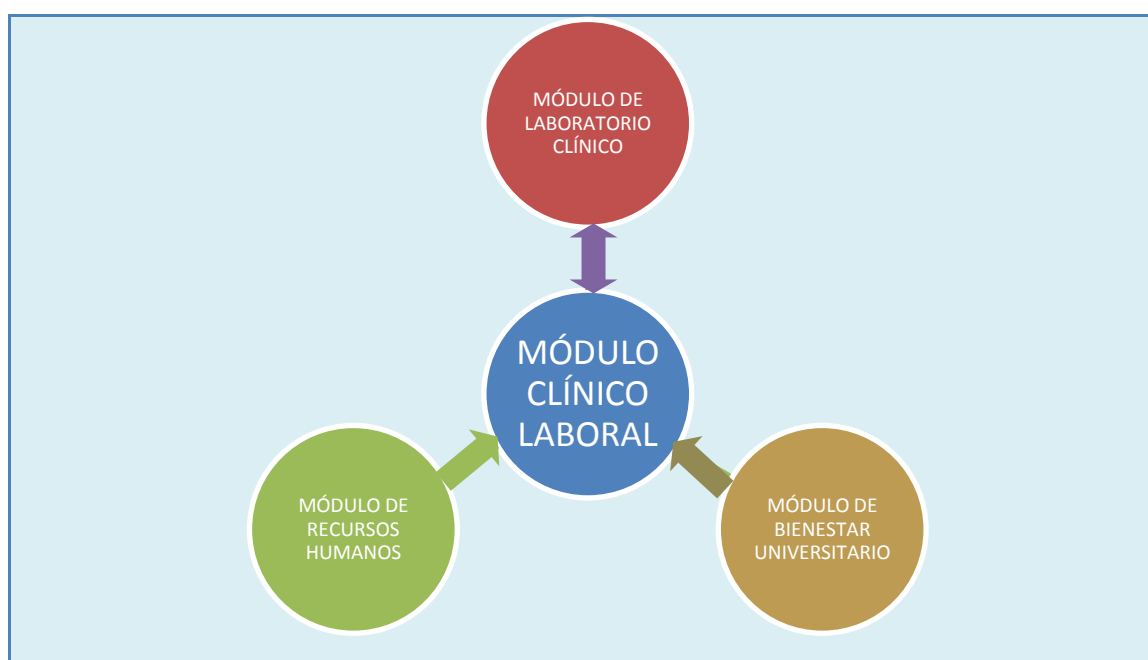 MÓDULO DE
LABORATORIO
CLÍNICO
MÓDULO
CLÍNICO
LABORAL
MÓDULO DE
RECURSOS
HUMANOS
MÓDULO DE
BIENESTAR
UNIVERSITARIO